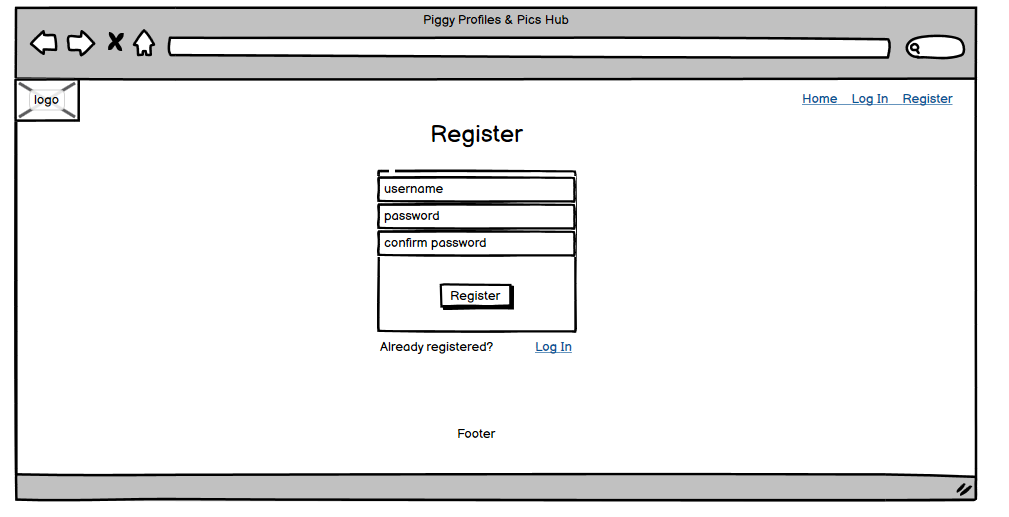 Piggy Profiles & Pics Hub
logo
Home Log In Register
Register
username
password
confirm password
Register
Already registered? Log In
Footer